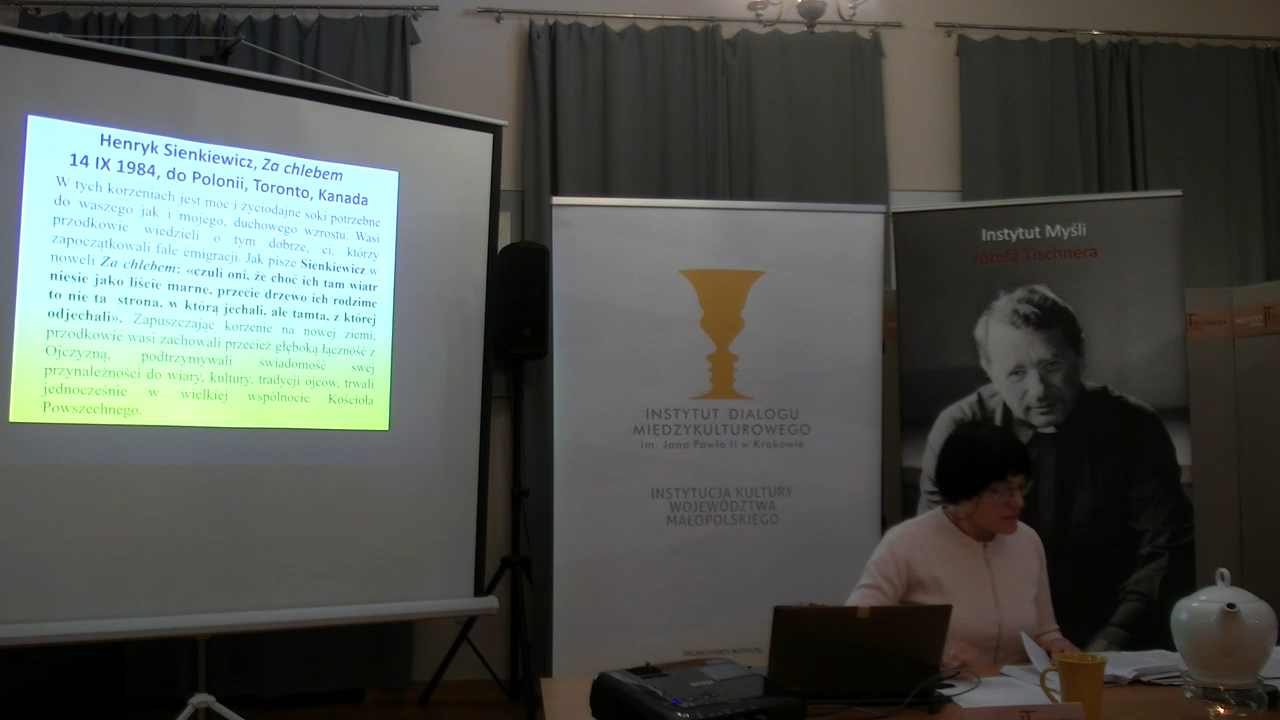 Henryk Sienkiewicz, Za chlebem
14 IX 1984, do Polonii, Toronto, Kanada
W tych korzeniach jest moc i życiodajne soki potrzebne
do waszego jak i mojego, duchowego wzrostu. Wasi
przodkowie wiedzieli o tym dobrze, ci, którzy
zapoczątkowali fale emigracji. Jak pisze Sienkiewicz w
noweli Za chlebem: «czuli oni, że choć ich tam wiatr
niesie jako liście marne, przecie drzewo ich rodzime
to nie ta strona, w którą jechali, ale tamta, z której
odjechali». Zapuszczając korzenie na nowej ziemi,
przodkowie wasi zachowali przecież głęboką łączność z
Ojczyzną, podtrzymywali świadomość swej
przynależności do wiary, kultury, tradycji ojców, trwali
jednocześnie w wielkiej wspólnocie Kościoła
Powszechnego.
INSTYTUT DIALOGU
MIĘDZYKULTUROWEGO
im. Jana Pawła II w Krakowie
INSTYTUCJA KULTURY
WOJEWÓDZTWA
MAŁOPOLSKIEGO
Instytut Myśli
Józefa Tischnera